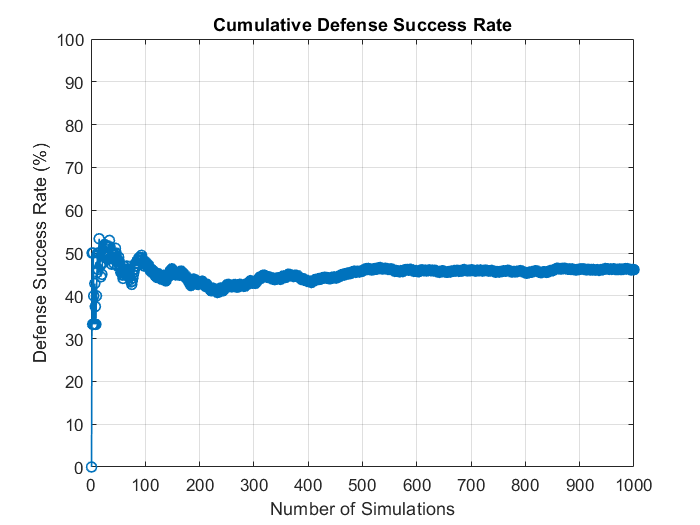 Cumulative Defense Success Rate
100
90
80
70
60
50
40
30
20
10
0
Defense Success Rate (%)
0 100 200 300 400 500 600 700 800 900 1000
Number of Simulations